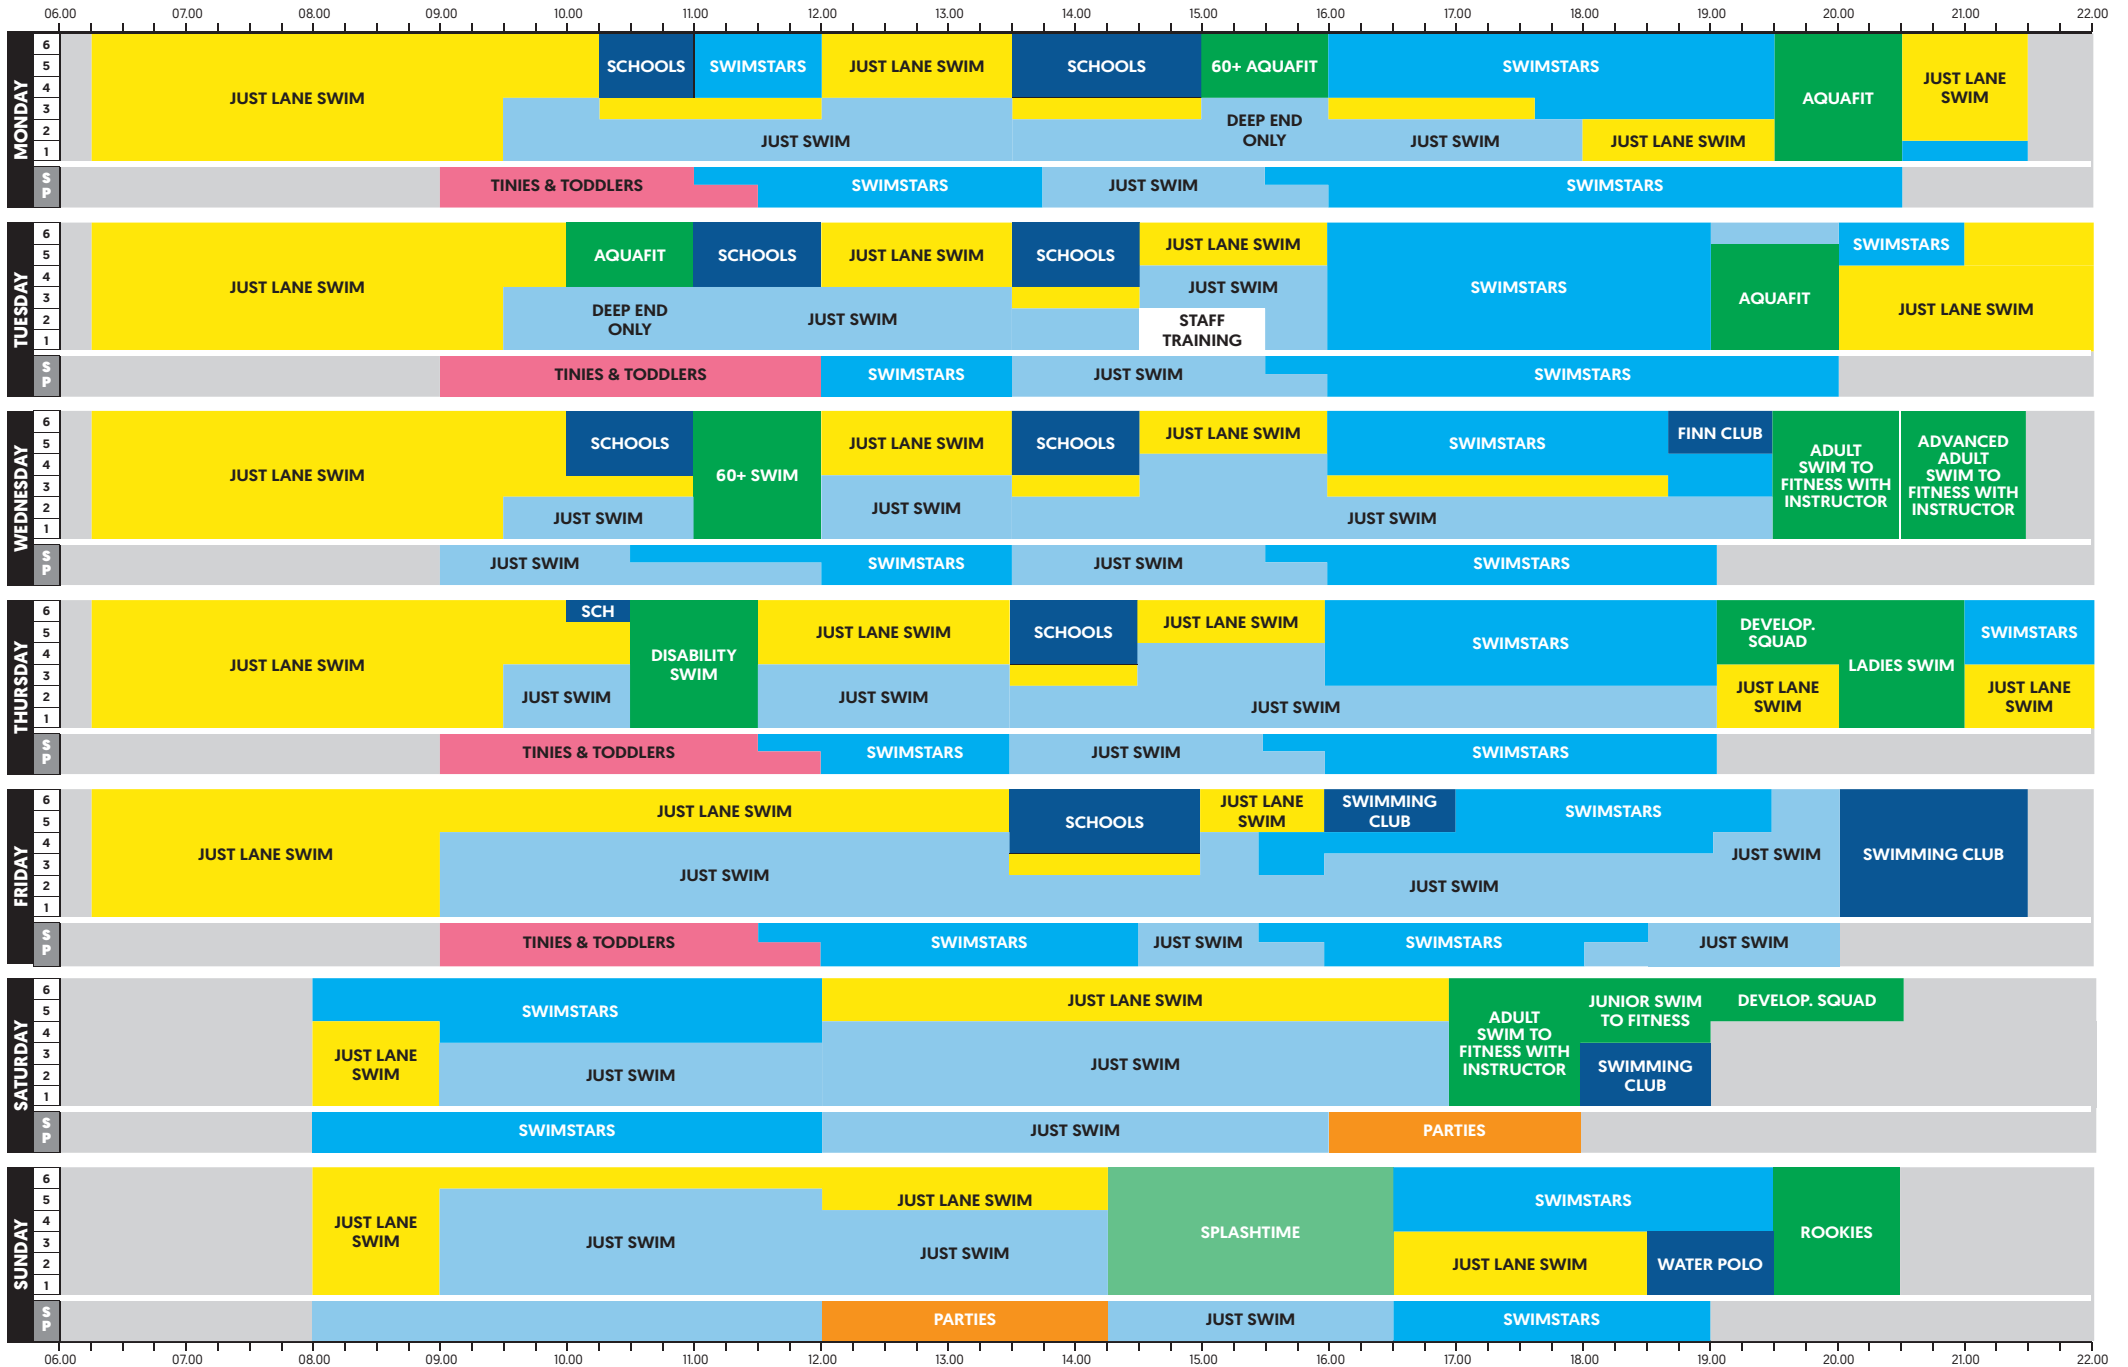 06.00 07.00 08.00 09.00 10.00 11.00 12.00 13.00 14.00 15.00 16.00 17.00 18.00 19.00 20.00 21.00 22.00
MONDAY
6
5
4
3
2
1
S
P
JUST LANE SWIM
SCHOOLS
SWIMSTARS
JUST LANE SWIM
SCHOOLS
60+ AQUAFIT
SWIMSTARS
AQUAFIT
JUST LANE
SWIM
JUST SWIM
DEEP END
ONLY
JUST SWIM
JUST LANE SWIM
TINIES & TODDLERS
SWIMSTARS
JUST SWIM
SWIMSTARS
TUESDAY
6
5
4
3
2
1
S
P
JUST LANE SWIM
AQUAFIT
SCHOOLS
JUST LANE SWIM
SCHOOLS
JUST LANE SWIM
JUST SWIM
STAFF
TRAINING
SWIMSTARS
AQUAFIT
SWIMSTARS
JUST LANE SWIM
DEEP END
ONLY
JUST SWIM
TINIES & TODDLERS
SWIMSTARS
JUST SWIM
SWIMSTARS
WEDNESDAY
6
5
4
3
2
1
S
P
JUST LANE SWIM
SCHOOLS
60+ SWIM
JUST LANE SWIM
SCHOOLS
JUST LANE SWIM
SWIMSTARS
FINN CLUB
ADULT
SWIM TO
FITNESS WITH
INSTRUCTOR
ADVANCED
ADULT
SWIM TO
FITNESS WITH
INSTRUCTOR
JUST SWIM
JUST SWIM
JUST SWIM
JUST SWIM
SWIMSTARS
JUST SWIM
SWIMSTARS
THURSDAY
6
5
4
3
2
1
S
P
JUST LANE SWIM
SCH
DISABILITY
SWIM
JUST LANE SWIM
SCHOOLS
JUST LANE SWIM
SWIMSTARS
DEVELOP.
SQUAD
LADIES SWIM
SWIMSTARS
JUST SWIM
JUST SWIM
JUST SWIM
JUST LANE
SWIM
JUST LANE
SWIM
TINIES & TODDLERS
SWIMSTARS
JUST SWIM
SWIMSTARS
FRIDAY
6
5
4
3
2
1
S
P
JUST LANE SWIM
JUST LANE SWIM
SCHOOLS
JUST LANE
SWIM
SWIMMING
CLUB
SWIMSTARS
JUST SWIM
SWIMMING CLUB
JUST SWIM
JUST SWIM
TINIES & TODDLERS
SWIMSTARS
JUST SWIM
SWIMSTARS
JUST SWIM
SATURDAY
6
5
4
3
2
1
S
P
SWIMSTARS
JUST LANE SWIM
ADULT
SWIM TO
FITNESS WITH
INSTRUCTOR
JUNIOR SWIM
TO FITNESS
DEVELOP. SQUAD
JUST LANE
SWIM
JUST SWIM
JUST SWIM
SWIMMING
CLUB
SWIMSTARS
JUST SWIM
PARTIES
SUNDAY
6
5
4
3
2
1
S
P
JUST LANE
SWIM
JUST SWIM
JUST LANE SWIM
JUST SWIM
SPLASHTIME
SWIMSTARS
JUST LANE SWIM
WATER POLO
ROOKIES
PARTIES
JUST SWIM
SWIMSTARS
06.00 07.00 08.00 09.00 10.00 11.00 12.00 13.00 14.00 15.00 16.00 17.00 18.00 19.00 20.00 21.00 22.00